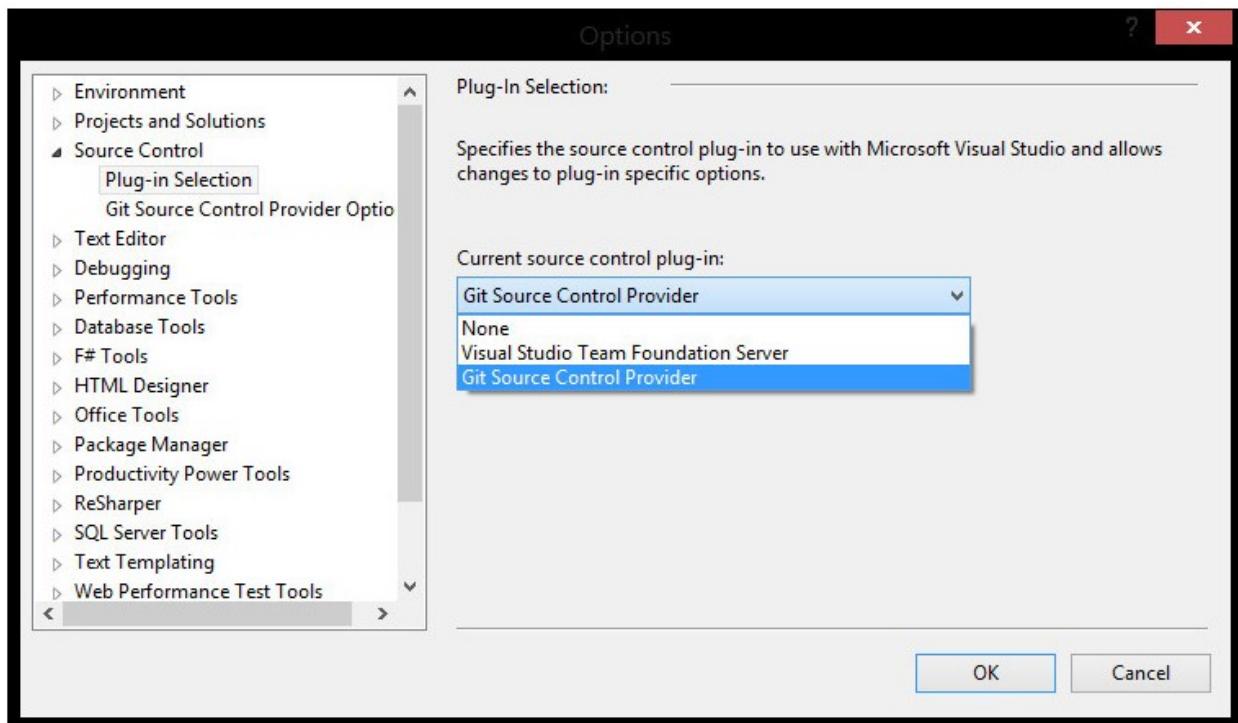 Options
?
Environment
Projects and Solutions
Source Control
Plug-in Selection
Git Source Control Provider Optio
Text Editor
Debugging
Performance Tools
Database Tools
F# Tools
HTML Designer
Office Tools
Package Manager
Productivity Power Tools
ReSharper
SQL Server Tools
Text Templating
Web Performance Test Tools
Plug-In Selection:
Specifies the source control plug-in to use with Microsoft Visual Studio and allows
changes to plug-in specific options.
Current source control plug-in:
Git Source Control Provider
None
Visual Studio Team Foundation Server
Git Source Control Provider
OK
Cancel